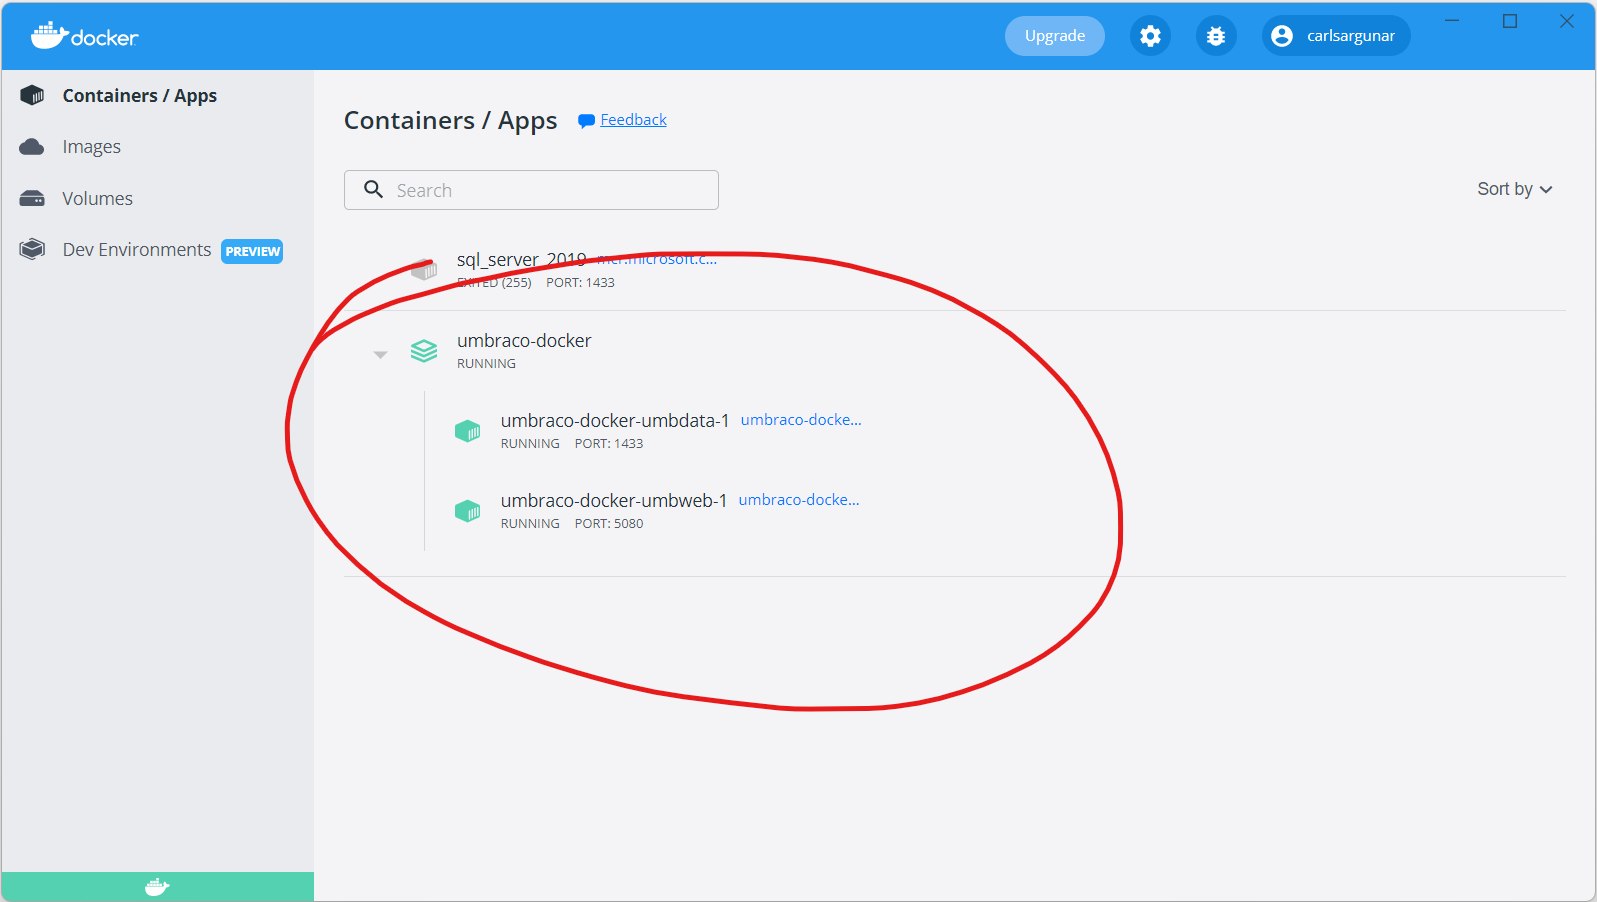 docker
Upgrade
carlsargunar
Containers / Apps
Images
Volumes
Dev Environments PREVIEW
Containers / Apps
Feedback
Search
Sort by
sql_server_2019 mcr.microsoft.c...
EXITED (255) PORT: 1433
umbraco-docker
RUNNING
umbraco-docker-umbdata-1 umbraco-docke...
RUNNING PORT: 1433
umbraco-docker-umbweb-1 umbraco-docke...
RUNNING PORT: 5080